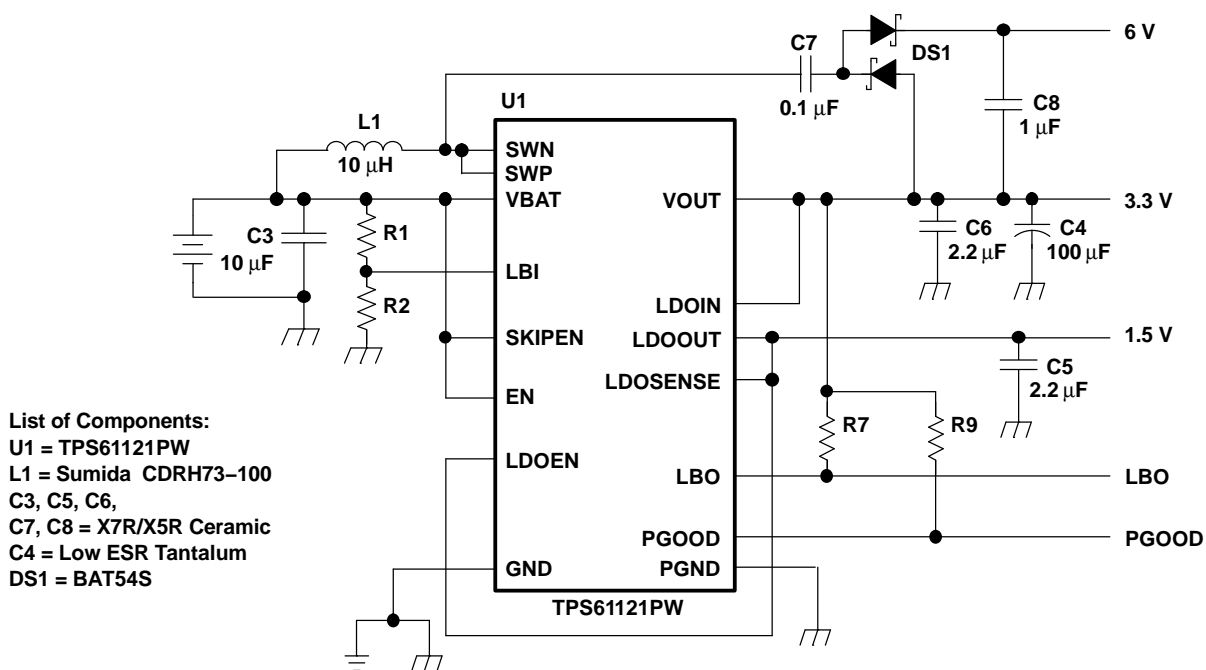 6 V
C7
DS1
0.1 μF
C8
1 μF
U1
L1
10 μH
SWN
SWP
VBAT
VOUT
3.3 V
C3
10 μF
R1
R2
LBI
C6
2.2 μF
C4
100 μF
LDOIN
SKIPEN
LDOOUT
1.5 V
LDOSENSE
C5
2.2 μF
EN
R7
R9
LDOEN
LBO
LBO
PGOOD
PGOOD
GND
PGND
TPS61121PW
List of Components:
U1 = TPS61121PW
L1 = Sumida CDRH73–100
C3, C5, C6,
C7, C8 = X7R/X5R Ceramic
C4 = Low ESR Tantalum
DS1 = BAT54S